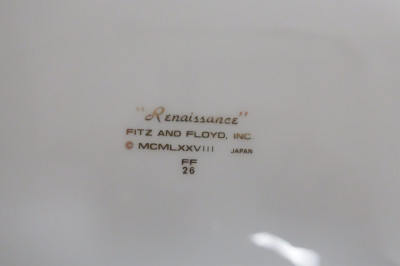 "Renaissance"
FITZ AND FLOYD, INC.
© MCMLXXVIII JAPAN
FF
26